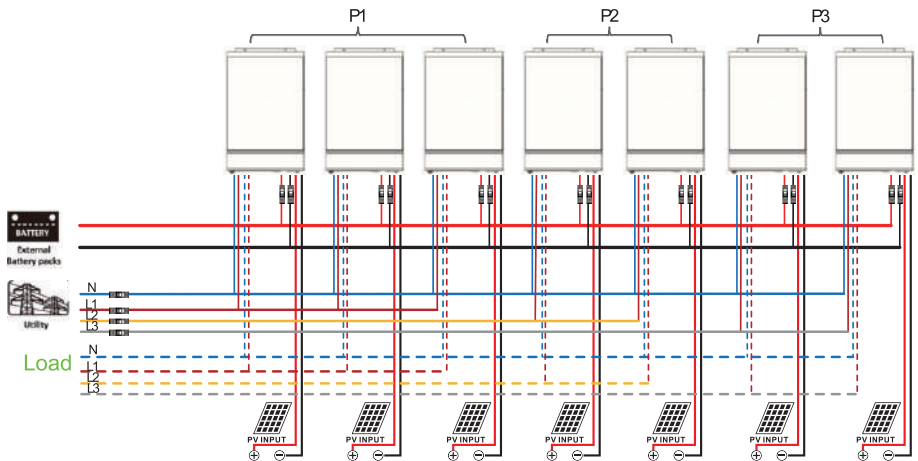 P1 P2 P3
BATTERY
External
Battery packs
Utility
N
L1
L2
L3
Load
N
L1
L2
L3
PV INPUT PV INPUT PV INPUT PV INPUT PV INPUT PV INPUT PV INPUT
+ − + − + − + − + − + − + −